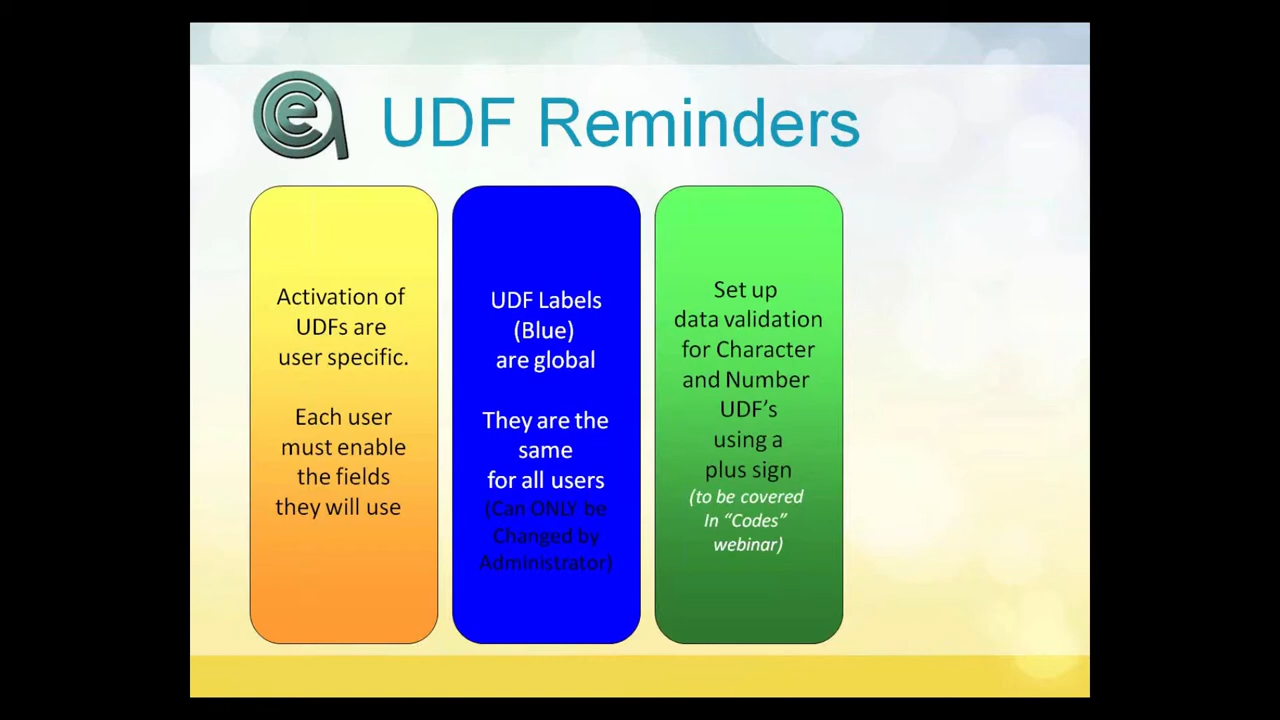 UDF Reminders
Activation of
UDFs are
user specific.
Each user
must enable
the fields
they will use
UDF Labels
(Blue)
are global
They are the
same
for all users
(Can ONLY be
Changed by
Administrator)
Set up
data validation
for Character
and Number
UDF’s
using a
plus sign
(to be covered
In “Codes”
webinar)